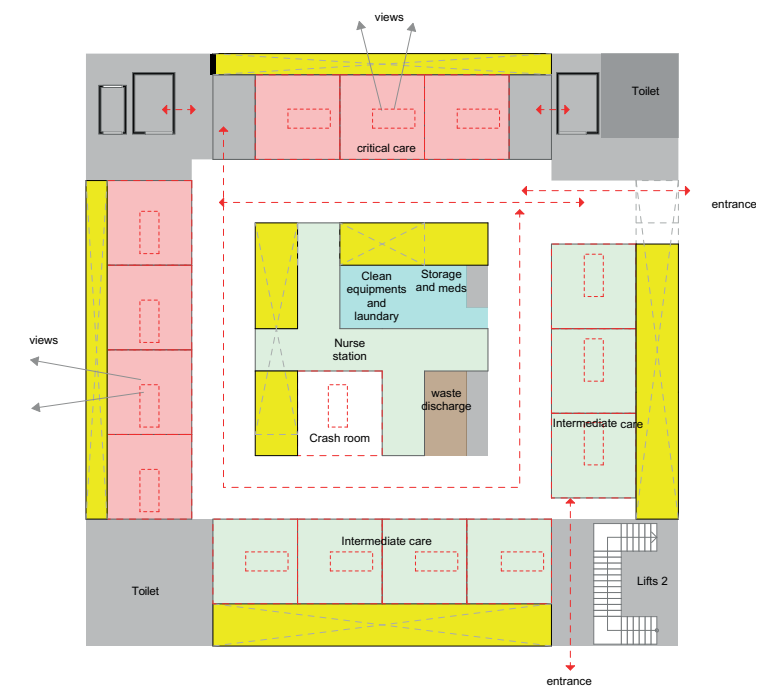 views
Toilet
critical care
entrance
Clean
equipments
and
laundary
Storage
and meds
Nurse
station
views
waste
discharge
Crash room
Intermediate care
Intermediate care
Toilet
Lifts 2
entrance